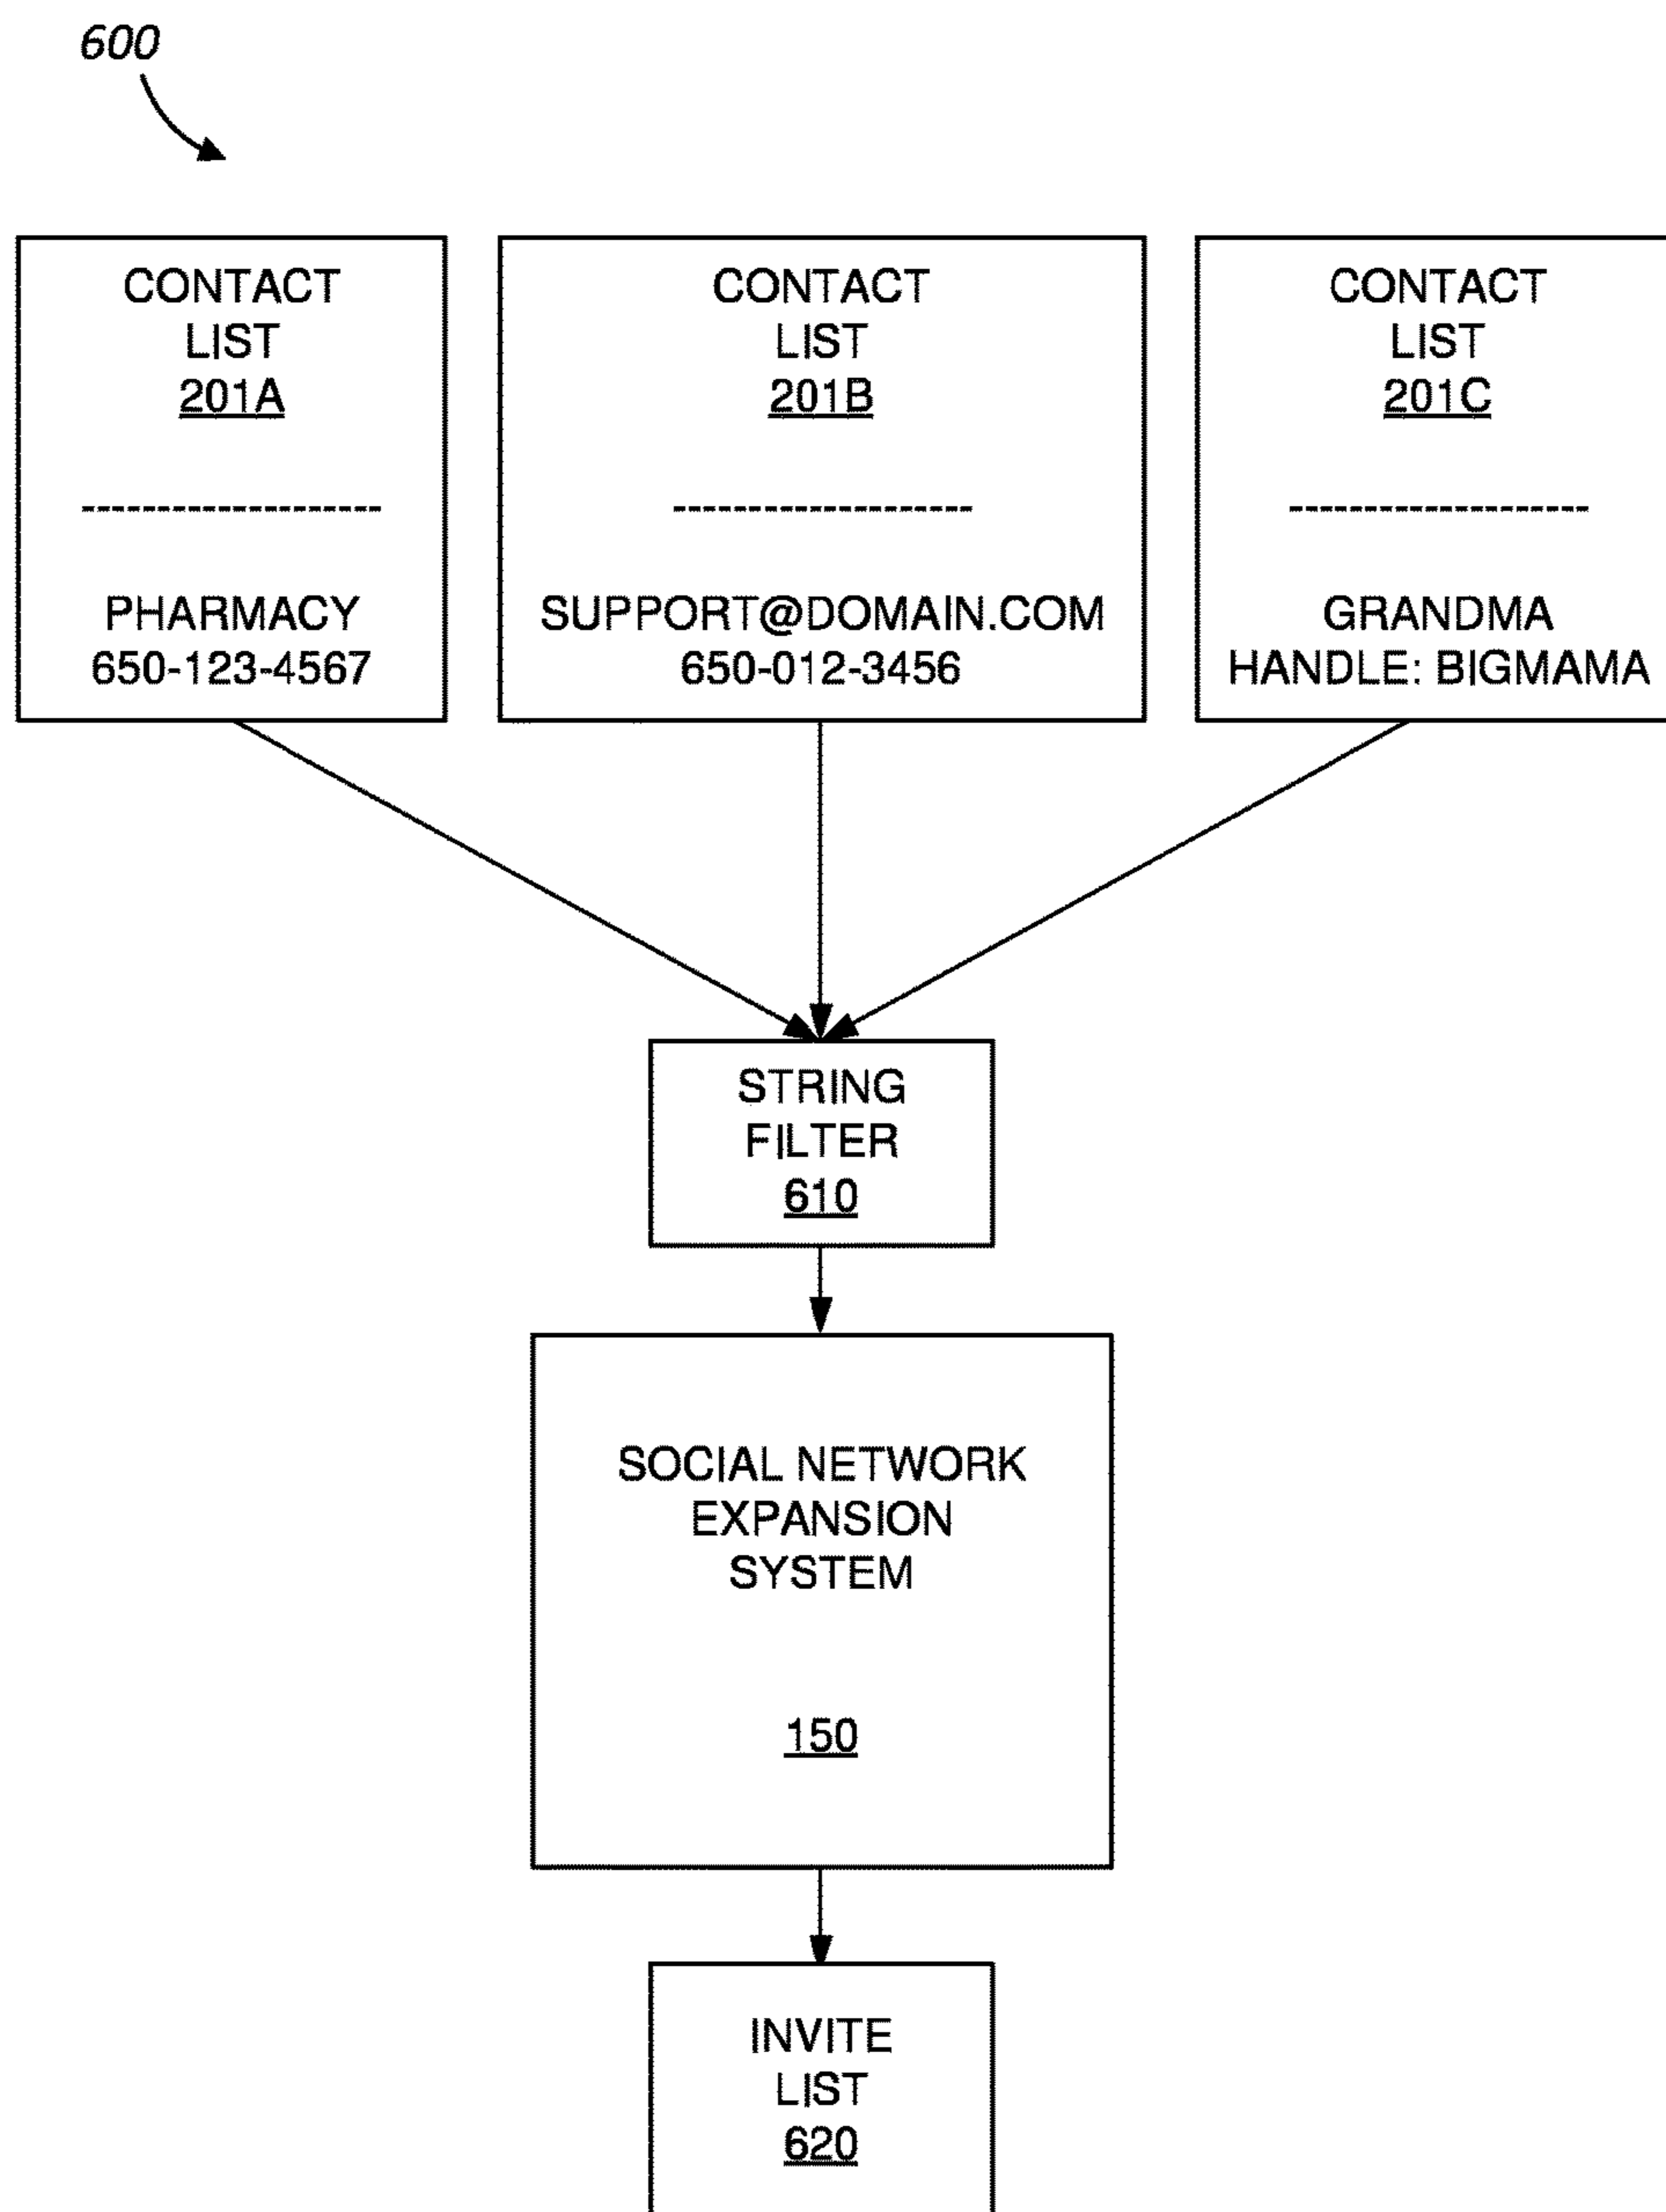 600
CONTACT
LIST
201A
PHARMACY
650-123-4567
CONTACT
LIST
201B
SUPPORT@DOMAIN.COM
650-012-3456
CONTACT
LIST
201C
GRANDMA
HANDLE: BIGMAMA
STRING
FILTER
610
SOCIAL NETWORK
EXPANSION
SYSTEM
150
INVITE
LIST
620